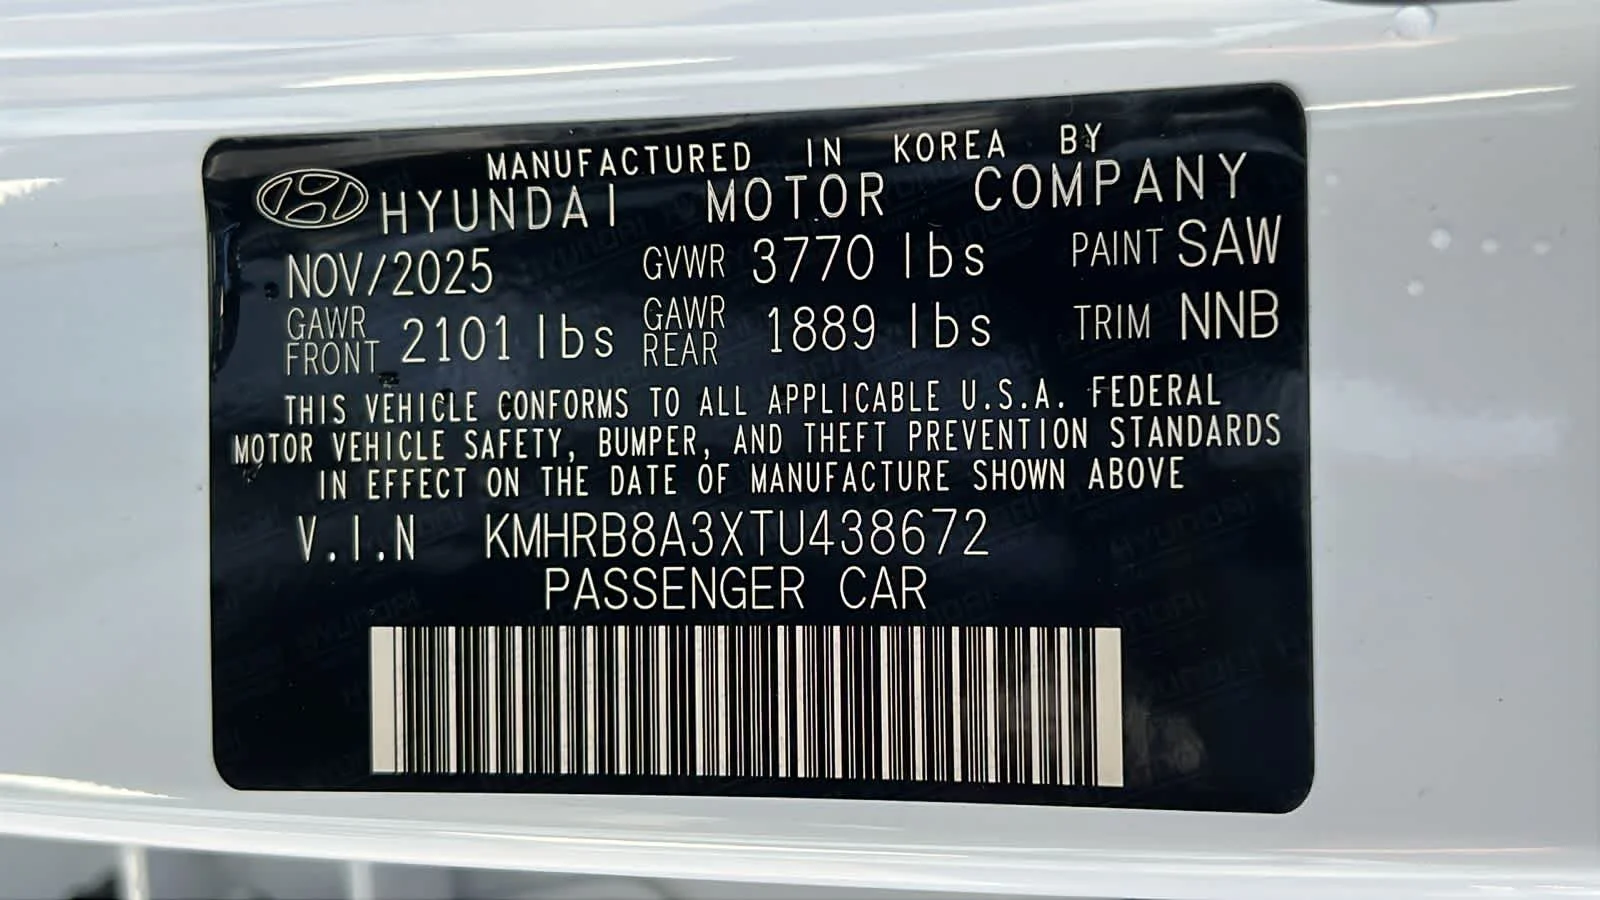 MANUFACTURED IN KOREA BY
HYUNDAI MOTOR COMPANY
NOV/2025 GVWR 3770 lbs PAINT SAW
GAWR FRONT 2101 lbs GAWR REAR 1889 lbs TRIM NNB
THIS VEHICLE CONFORMS TO ALL APPLICABLE U.S.A. FEDERAL
MOTOR VEHICLE SAFETY, BUMPER, AND THEFT PREVENTION STANDARDS
IN EFFECT ON THE DATE OF MANUFACTURE SHOWN ABOVE
V.I.N KMHRB8A3XTU438672
PASSENGER CAR